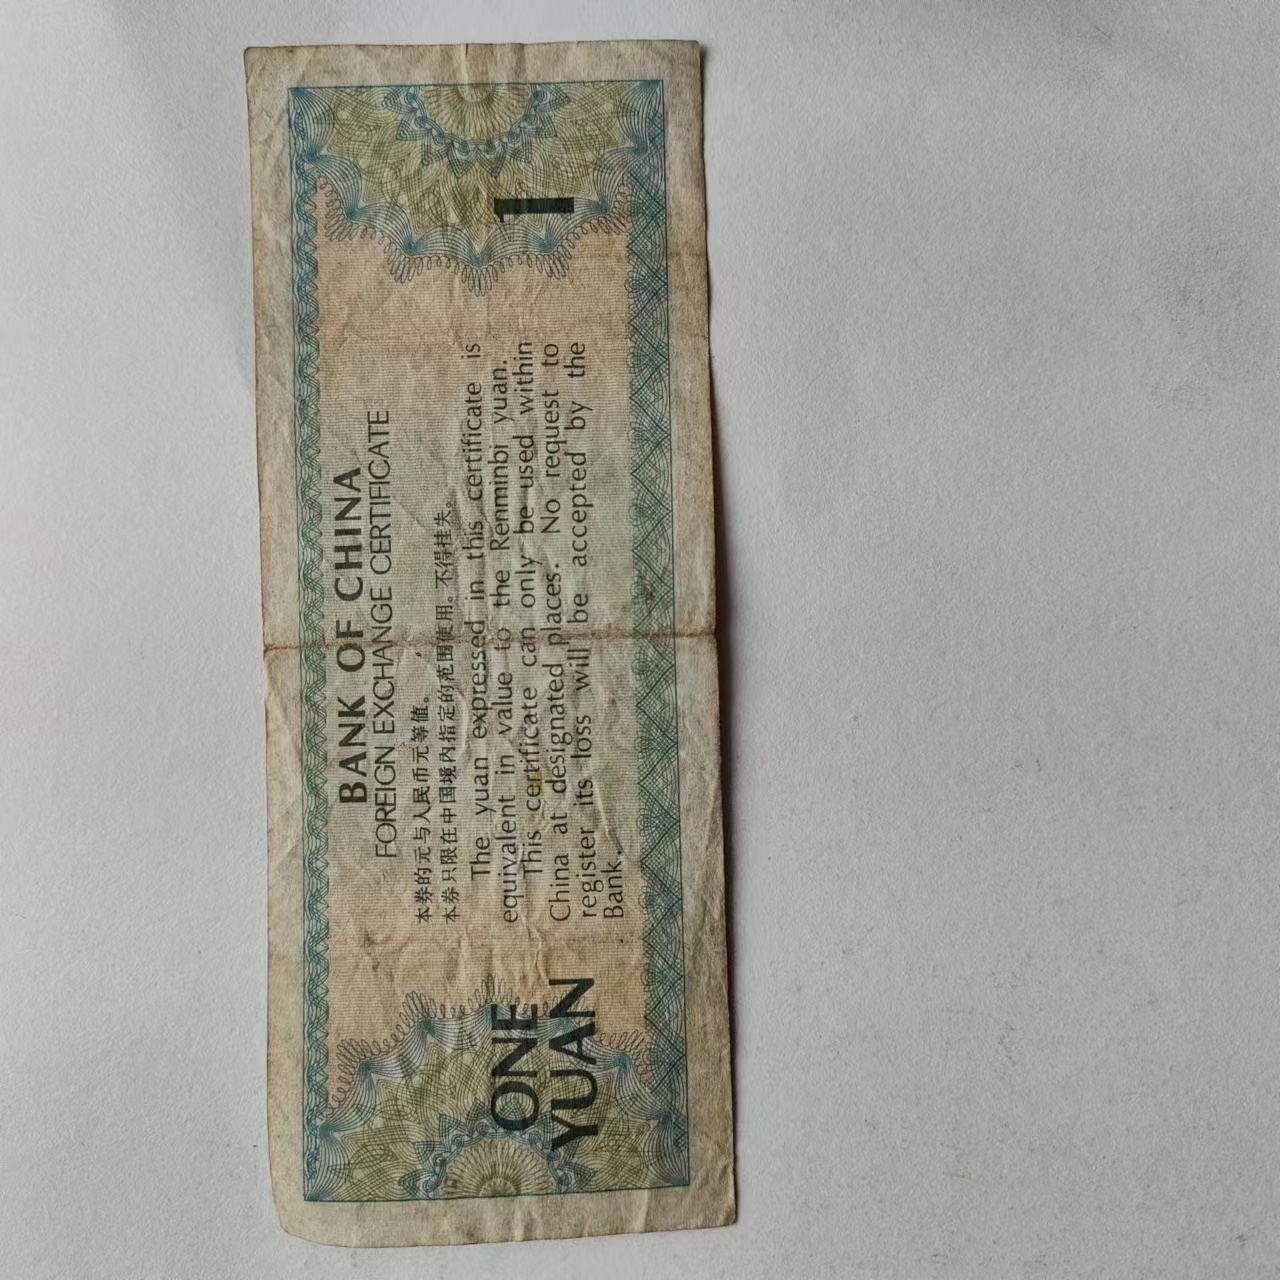 BANK OF CHINA
FOREIGN EXCHANGE CERTIFICATE
本券的元与人民币元等值。
本券只限在中国境内指定的范围使用。不得挂失。
The yuan expressed in this certificate is
equivalent in value to the Renminbi yuan.
This certificate can only be used within
China at designated places. No request to
register its loss will be accepted by the
Bank.
ONE
YUAN
1